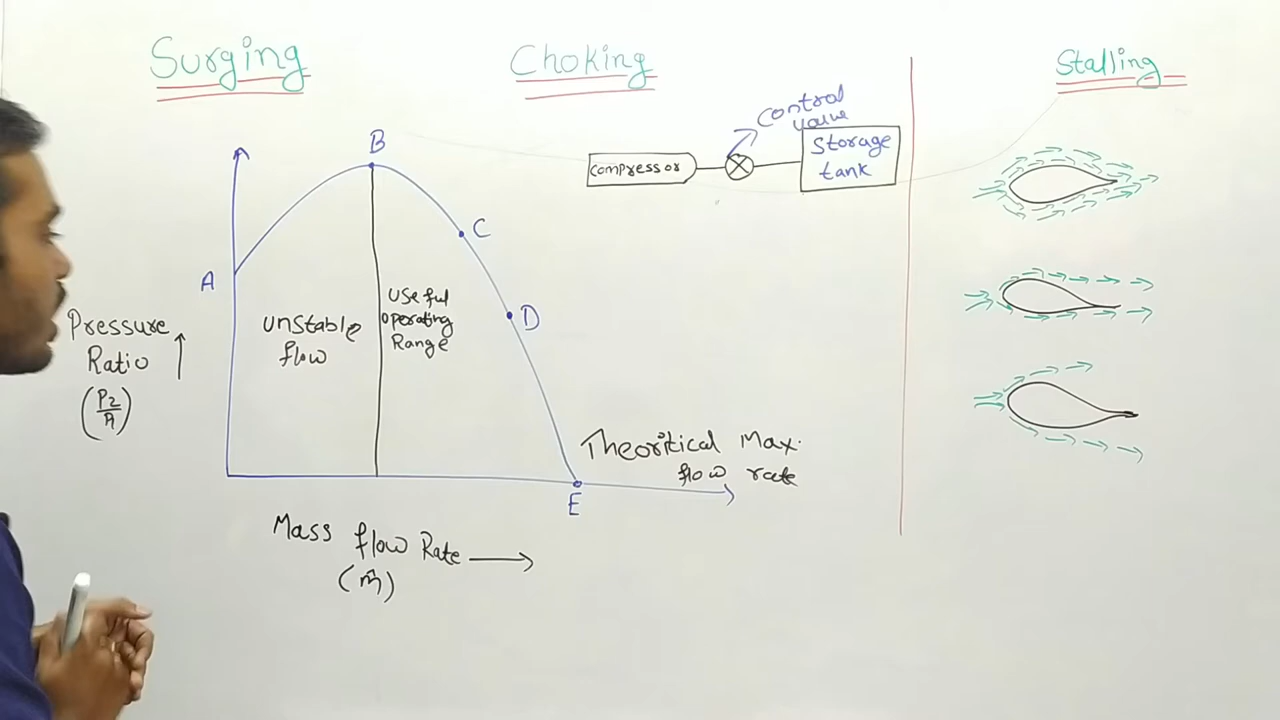 Surging
Choking
Stalling
Control
valve
compressor
Storage
tank
B
C
A
D
Pressure
Ratio
(P2/P1)
unstable
flow
Useful
Operating
Range
Theoritical Max.
flow rate
E
Mass flow Rate
(ṁ)